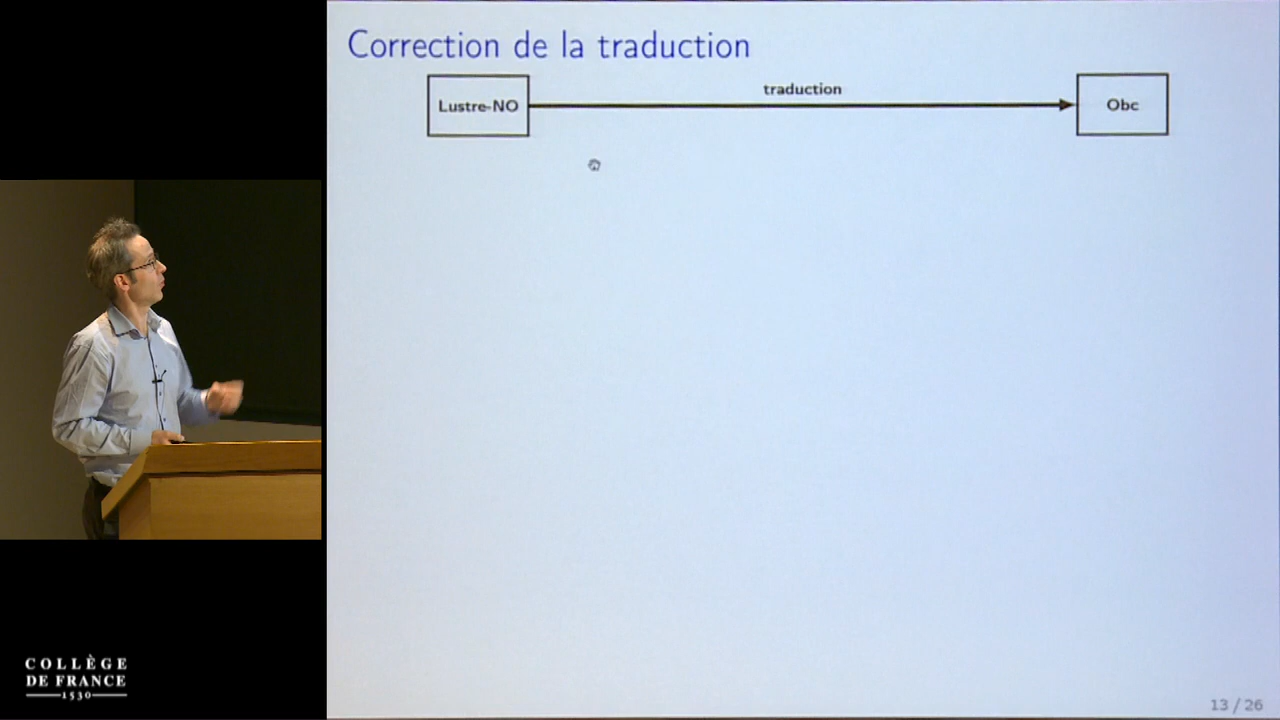 Correction de la traduction
traduction
Lustre-NO
Obc
COLLÈGE
DE FRANCE
1530
13 / 26